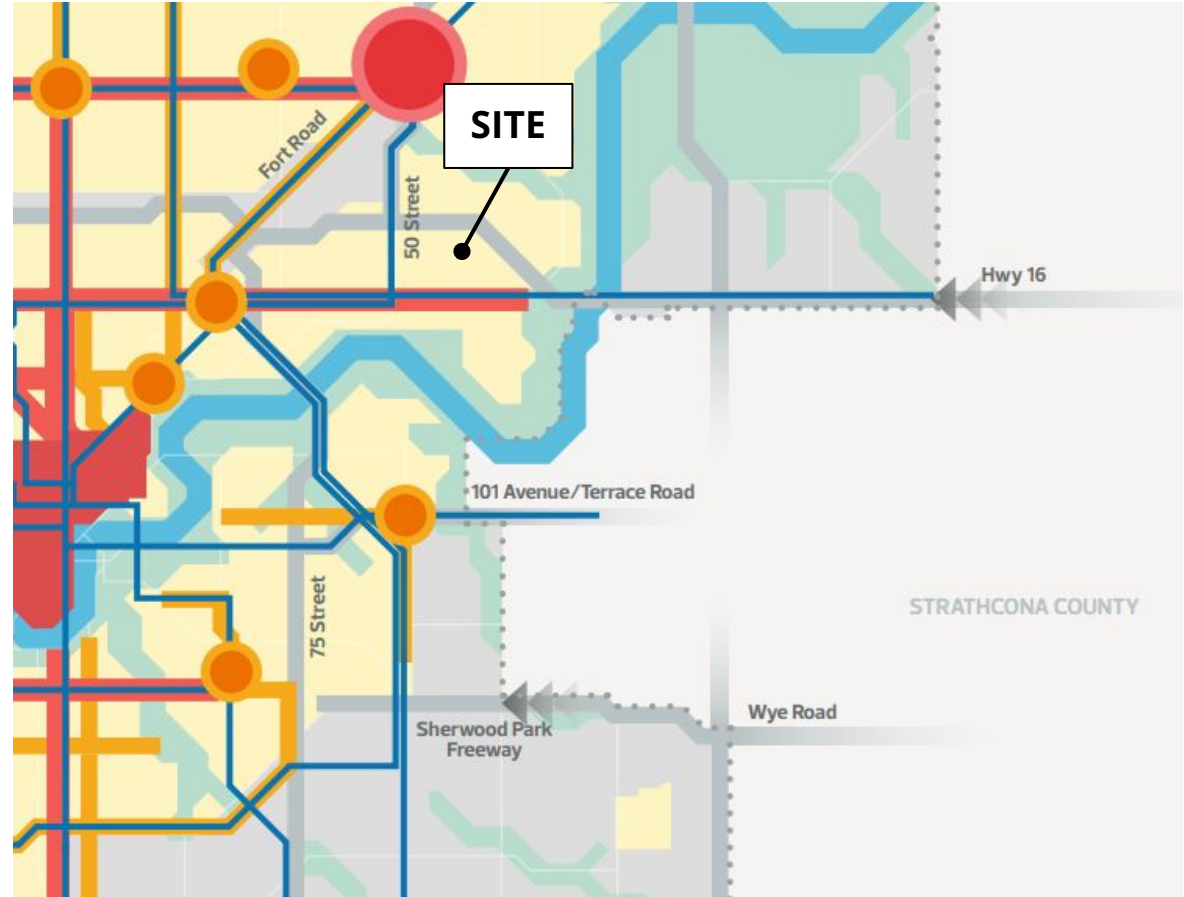 SITE
Fort Road
50 Street
Hwy 16
101 Avenue/Terrace Road
75 Street
STRATHCONA COUNTY
Sherwood Park
Freeway
Wye Road